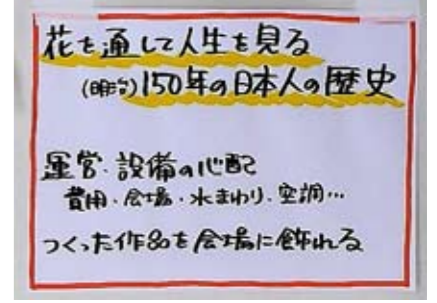 花を通して人生を見る
(明治)150年の日本人の歴史
運営・設備の心配
費用・会場・水まわり・空調…
つくった作品を会場に飾れる